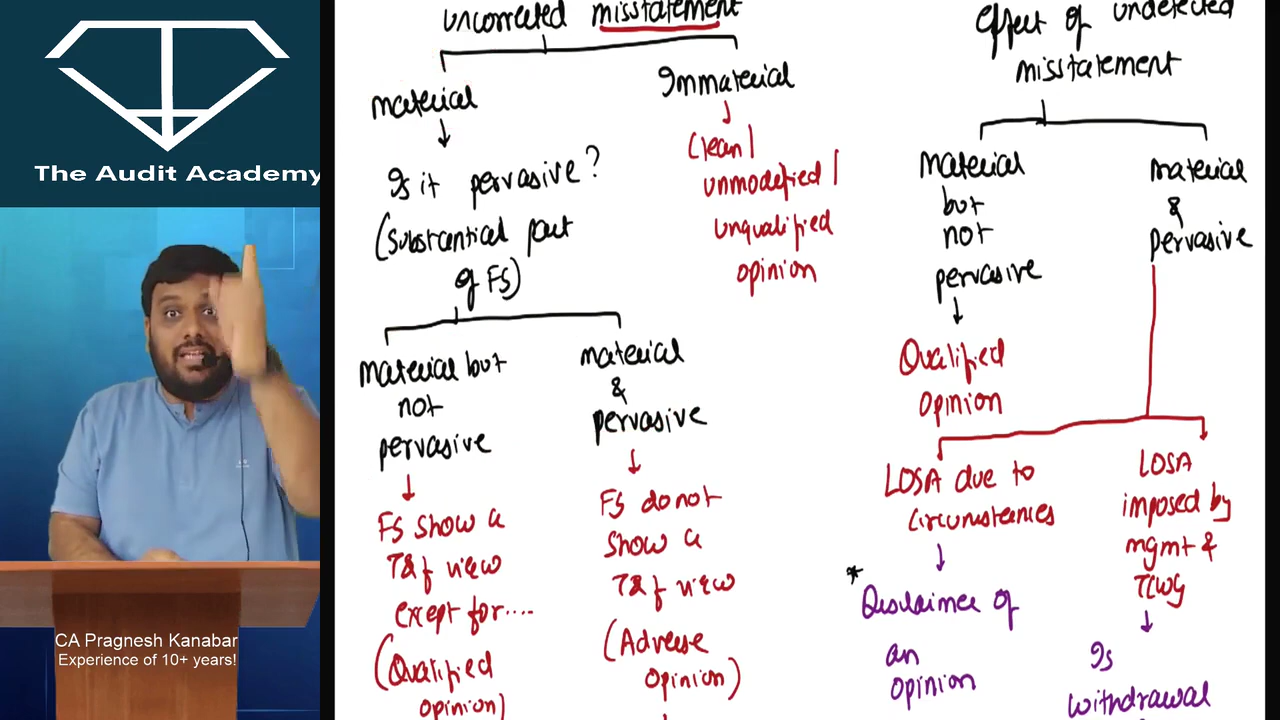 The Audit Academy
CA Pragnesh Kanabar
Experience of 10+ years!
uncorrected misstatement
material
Is it pervasive?
(Substantial part
of FS)
Immaterial
Clean/
unmodified/
unqualified
opinion
Material but
not
pervasive
FS show a
T&F view
except for....
(Qualified
opinion)
material
&
pervasive
FS do not
show a
T&F view
(Adverse
opinion)
effect of undetected
misstatement
Material
but
not
pervasive
Qualified
opinion
material
&
pervasive
LOSA due to
circumstances
*
Disclaimer of
an
opinion
LOSA
imposed by
mgmt &
TCWG
Is
withdrawal